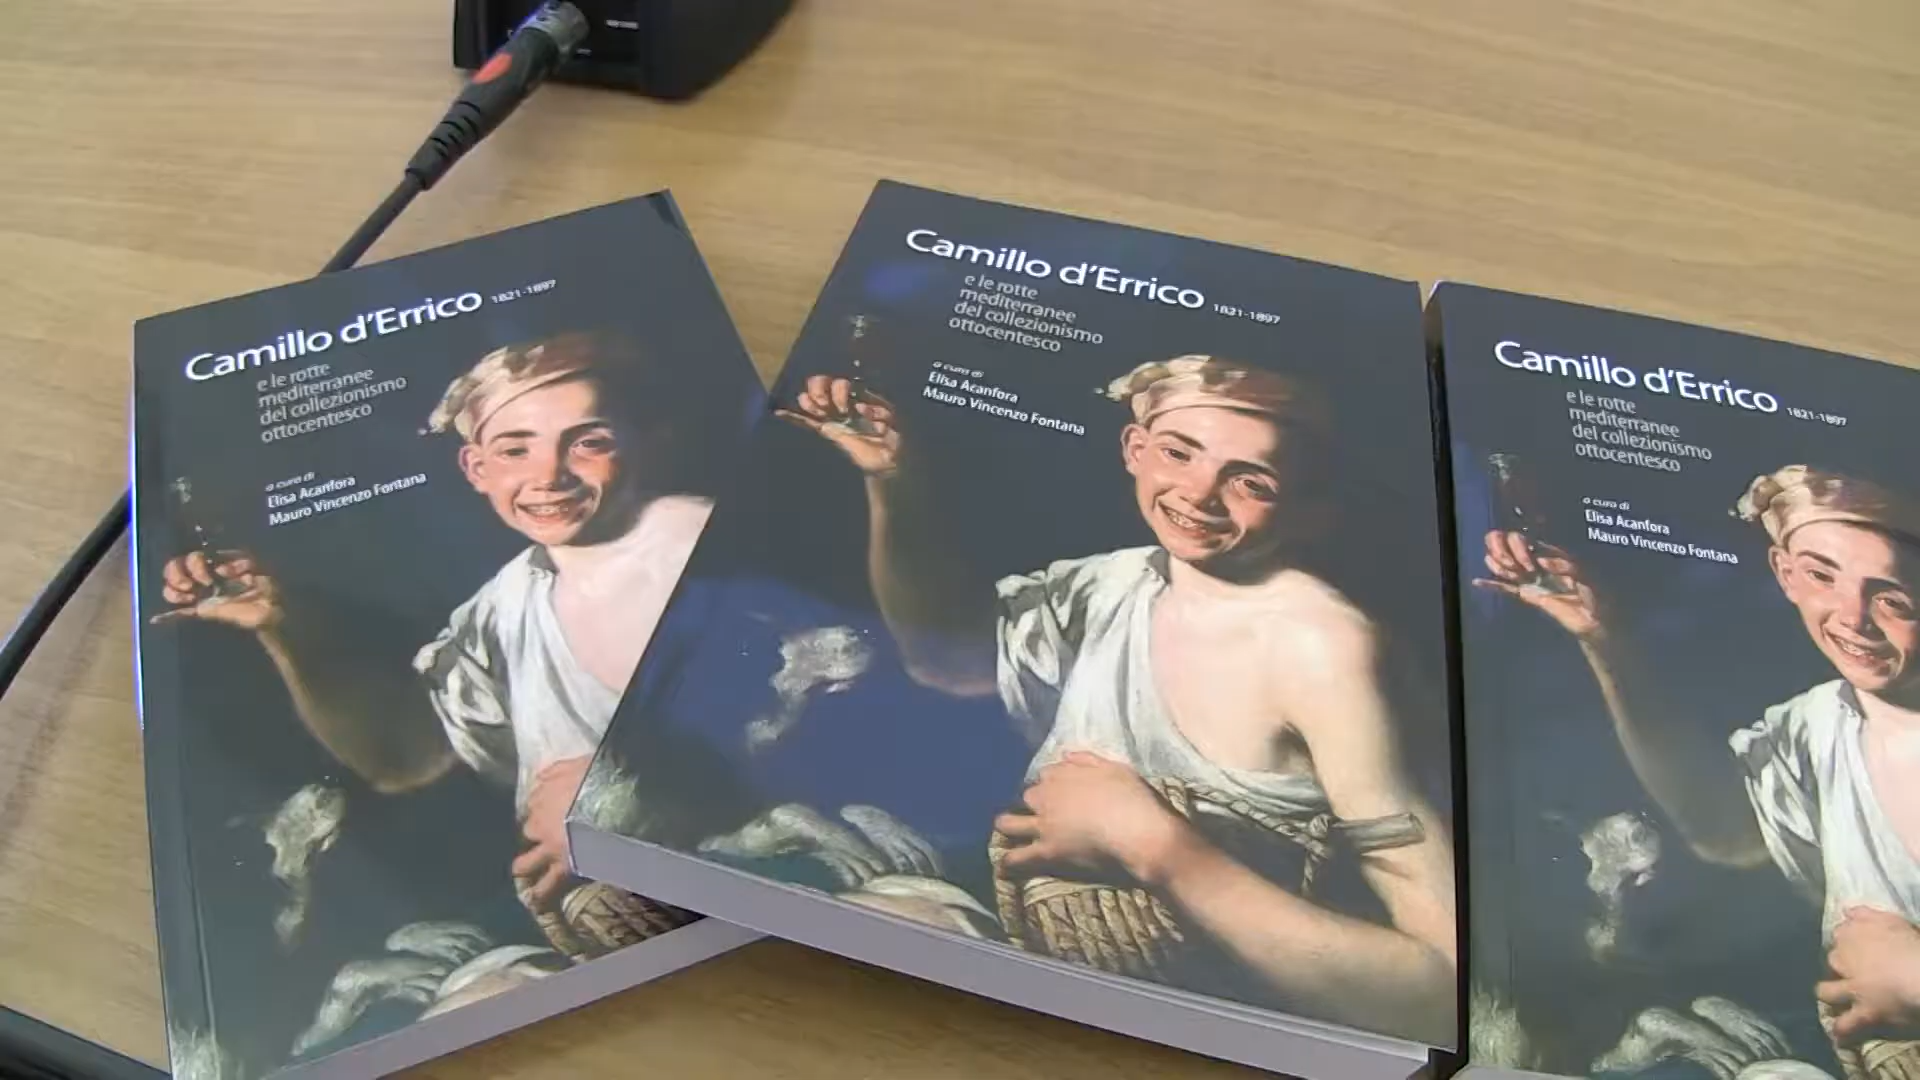 Camillo d'Errico 1821-1897
e le rotte
mediterranee
del collezionismo
ottocentesco
a cura di
Elisa Acanfora
Mauro Vincenzo Fontana
Camillo d'Errico 1821-1897
e le rotte
mediterranee
del collezionismo
ottocentesco
a cura di
Elisa Acanfora
Mauro Vincenzo Fontana
Camillo d'Errico 1821-1897
e le rotte
mediterranee
del collezionismo
ottocentesco
a cura di
Elisa Acanfora
Mauro Vincenzo Fontana